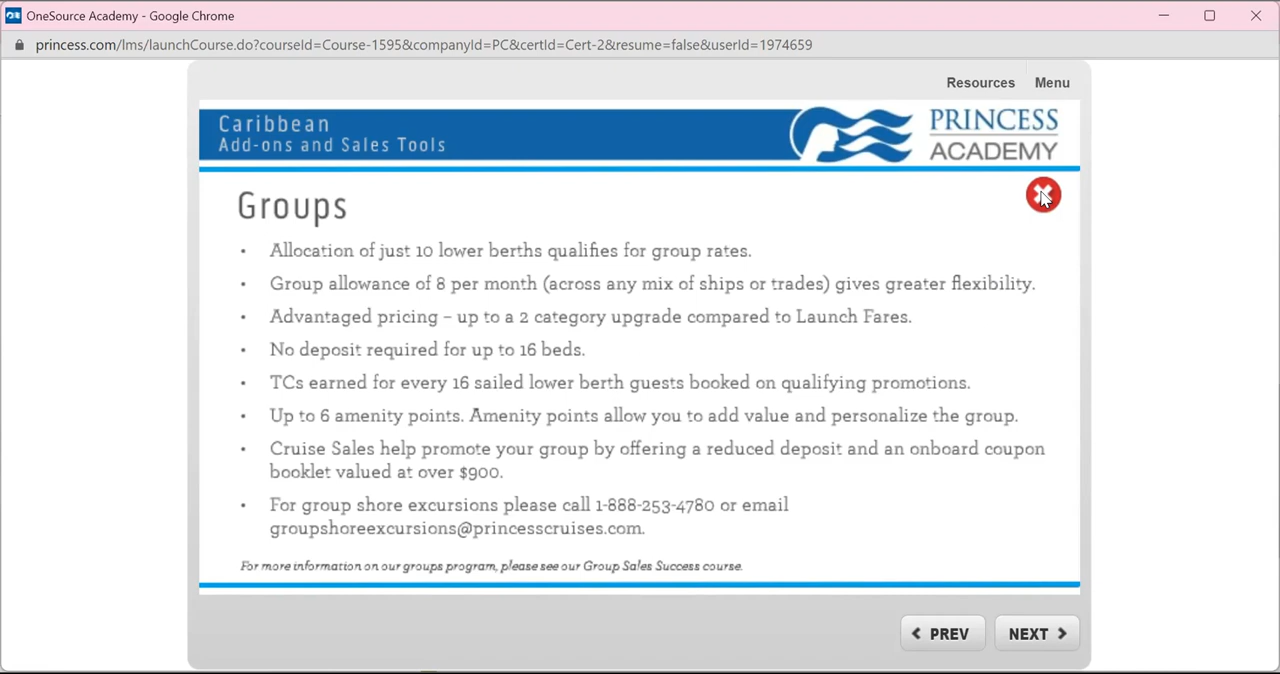 OneSource Academy - Google Chrome
princess.com/lms/launchCourse.do?courseId=Course-1595&companyId=PC&certId=Cert-2&resume=false&userId=1974659
Resources Menu
Caribbean
Add-ons and Sales Tools
PRINCESS
ACADEMY
Groups
• Allocation of just 10 lower berths qualifies for group rates.
• Group allowance of 8 per month (across any mix of ships or trades) gives greater flexibility.
• Advantaged pricing – up to a 2 category upgrade compared to Launch Fares.
• No deposit required for up to 16 beds.
• TCs earned for every 16 sailed lower berth guests booked on qualifying promotions.
• Up to 6 amenity points. Amenity points allow you to add value and personalize the group.
• Cruise Sales help promote your group by offering a reduced deposit and an onboard coupon
booklet valued at over $900.
• For group shore excursions please call 1-888-253-4780 or email
groupshoreexcursions@princesscruises.com.
For more information on our groups program, please see our Group Sales Success course.
PREV NEXT